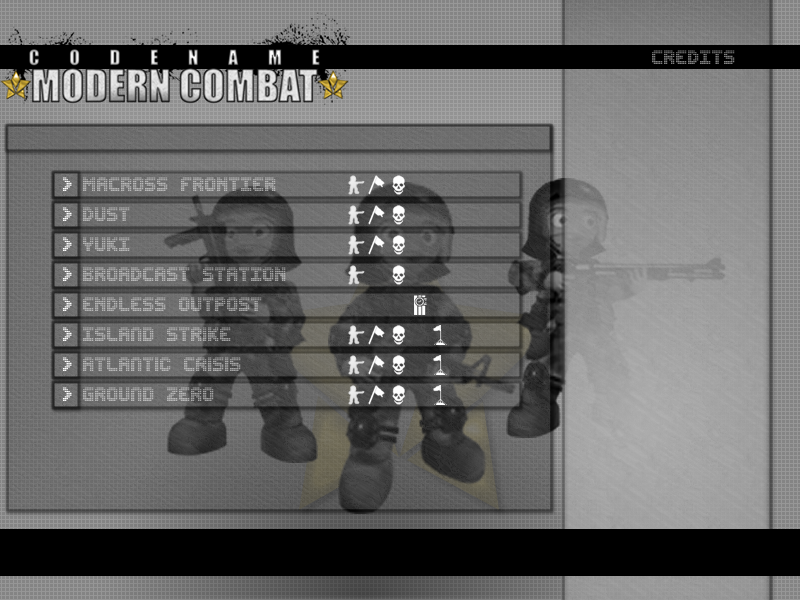 CODENAME
MODERN COMBAT
CREDITS
MACROSS FRONTIER
DUST
YUKI
BROADCAST STATION
ENDLESS OUTPOST
ISLAND STRIKE
ATLANTIC CRISIS
GROUND ZERO